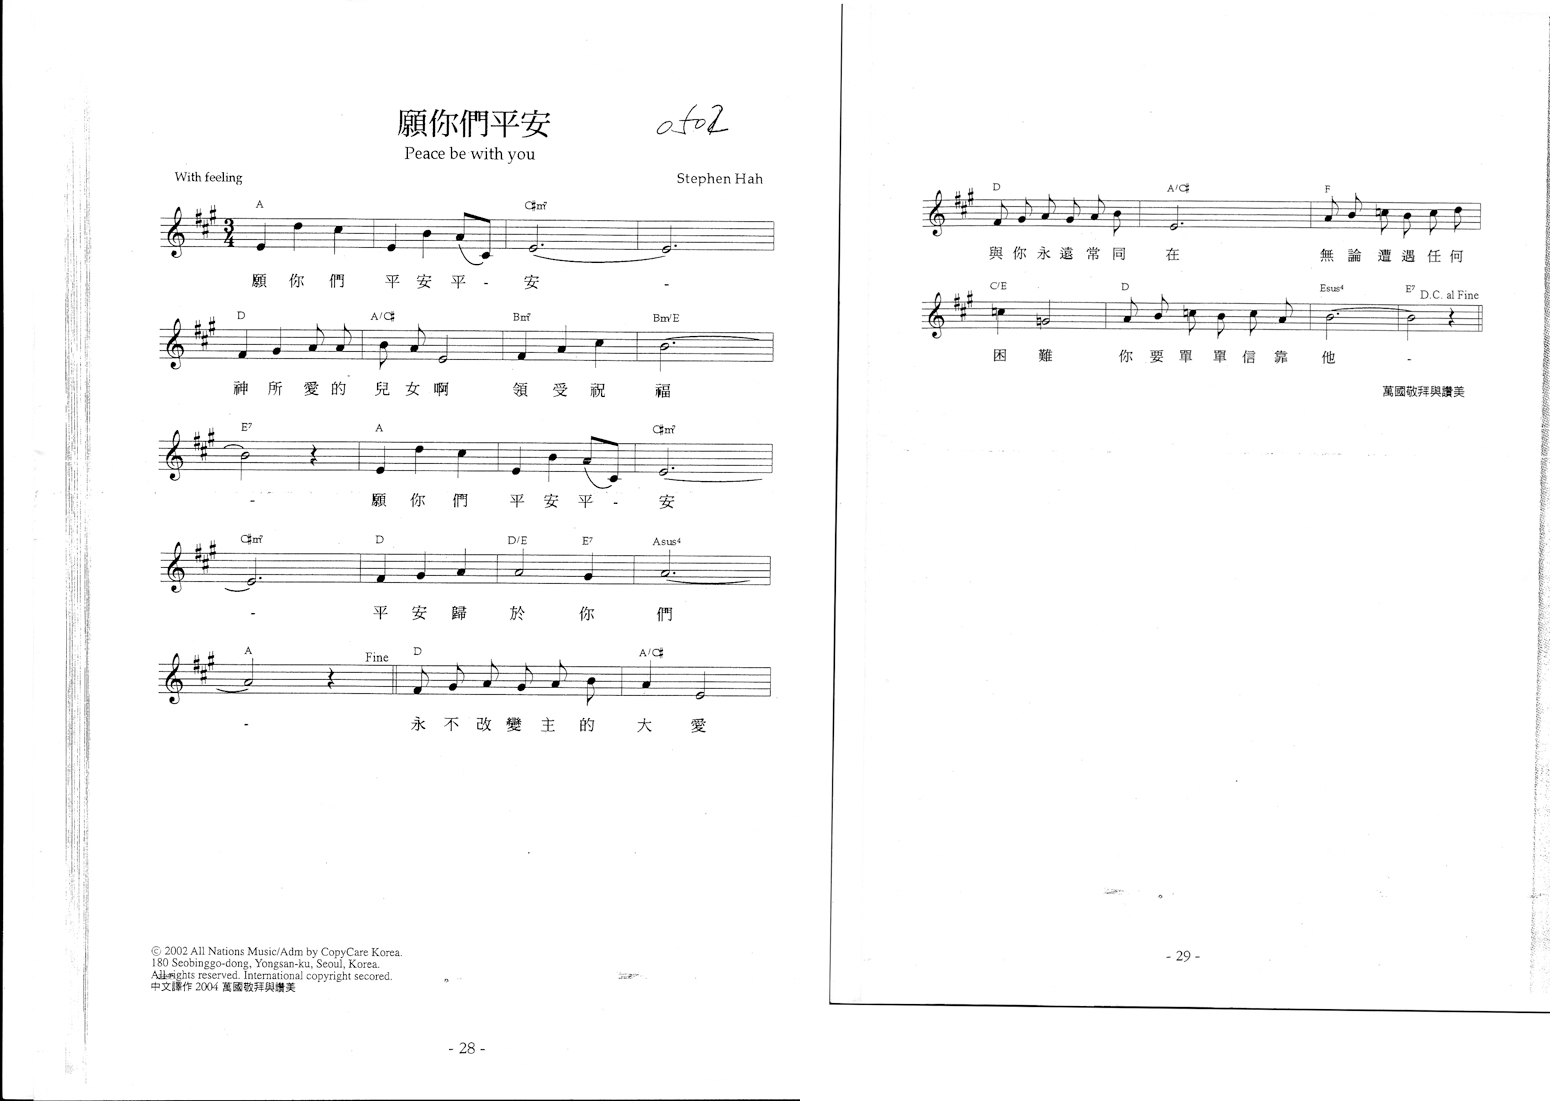 願你們平安
0502
Peace be with you
With feeling
Stephen Hah
A C♯m⁷
3/4
願 你 們 平 安 平 - 安 -
D A/C♯ Bm⁷ Bm/E
神 所 愛 的 兒 女 啊 領 受 祝 福
E⁷ A C♯m⁷
- 願 你 們 平 安 平 - 安
C♯m⁷ D D/E E⁷ Asus⁴
- 平 安 歸 於 你 們
A Fine D A/C♯
- 永 不 改 變 主 的 大 愛
© 2002 All Nations Music/Adm by CopyCare Korea.
180 Seobinggo-dong, Yongsan-ku, Seoul, Korea.
All rights reserved. International copyright secored.
中文譯作 2004 萬國敬拜與讚美
- 28 -
D A/C♯ F
與 你 永 遠 常 同 在 無 論 遭 遇 任 何
C/E D Esus⁴ E⁷ D.C. al Fine
困 難 你 要 單 單 信 靠 他 -
萬國敬拜與讚美
- 29 -